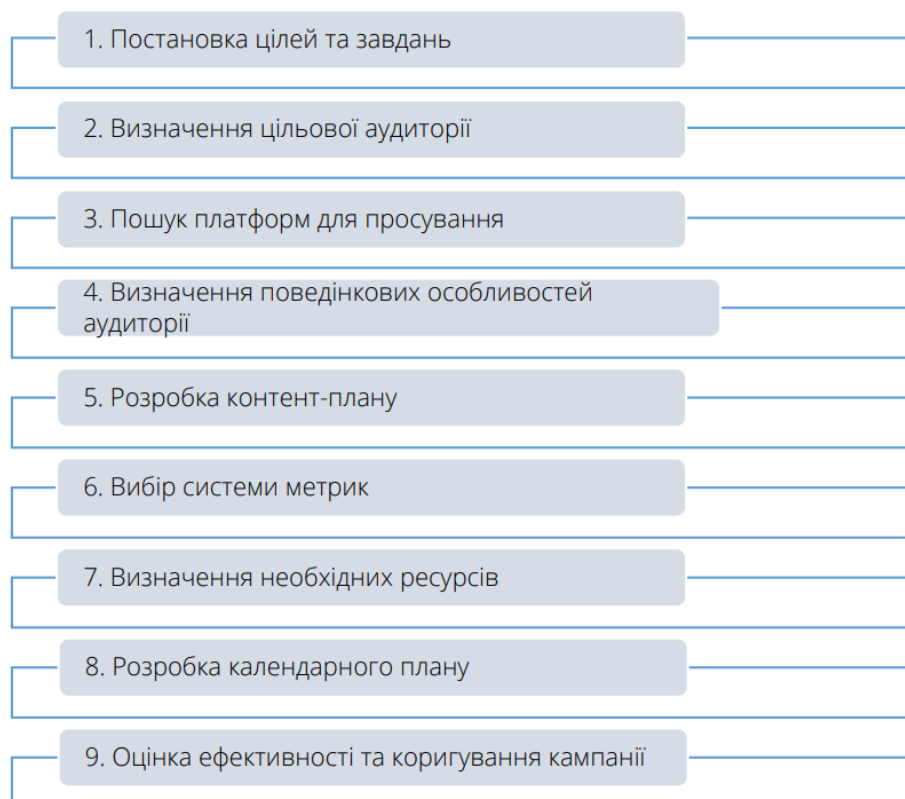 1. Постановка цілей та завдань
2. Визначення цільової аудиторії
3. Пошук платформ для просування
4. Визначення поведінкових особливостей
аудиторії
5. Розробка контент-плану
6. Вибір системи метрик
7. Визначення необхідних ресурсів
8. Розробка календарного плану
9. Оцінка ефективності та коригування кампанії